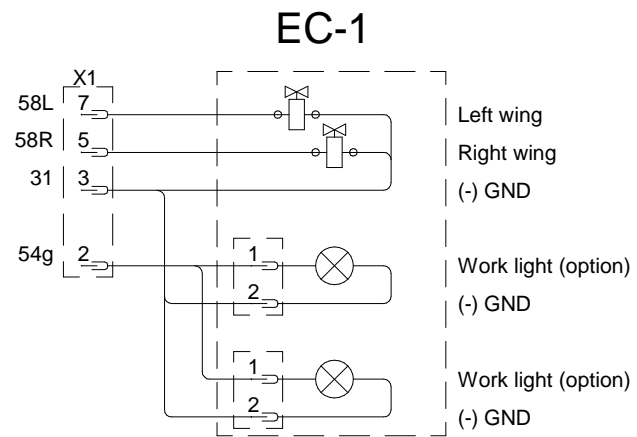 EC-1
X1
58L 7 Left wing
58R 5 Right wing
31 3 (-) GND
54g 2 1 Work light (option)
2 (-) GND
1 Work light (option)
2 (-) GND